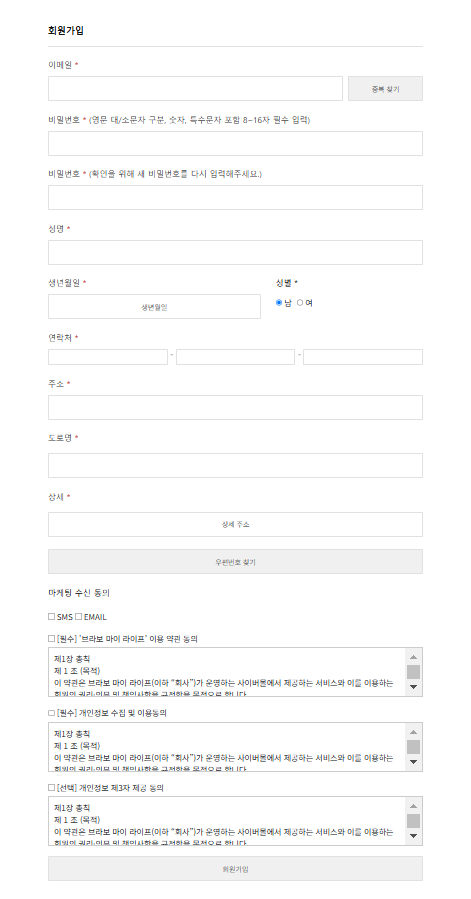 회원가입
이메일 *
중복 찾기
비밀번호 * (영문 대/소문자 구분, 숫자, 특수문자 포함 8~16자 필수 입력)
비밀번호 * (확인을 위해 새 비밀번호를 다시 입력해주세요.)
성명 *
생년월일 * 성별 *
생년월일 남 여
연락처 *
- -
주소 *
도로명 *
상세 *
상세 주소
우편번호 찾기
마케팅 수신 동의
SMS EMAIL
[필수] '브라보 마이 라이프' 이용 약관 동의
제1장 총칙
제 1 조 (목적)
이 약관은 브라보 마이 라이프(이하 “회사”)가 운영하는 사이버몰에서 제공하는 서비스와 이를 이용하는
회원의 권리·의무 및 책임사항을 규정함을 목적으로 합니다.
[필수] 개인정보 수집 및 이용동의
제1장 총칙
제 1 조 (목적)
이 약관은 브라보 마이 라이프(이하 “회사”)가 운영하는 사이버몰에서 제공하는 서비스와 이를 이용하는
회원의 권리·의무 및 책임사항을 규정함을 목적으로 합니다.
[선택] 개인정보 제3자 제공 동의
제1장 총칙
제 1 조 (목적)
이 약관은 브라보 마이 라이프(이하 “회사”)가 운영하는 사이버몰에서 제공하는 서비스와 이를 이용하는
회원의 권리·의무 및 책임사항을 규정함을 목적으로 합니다.
회원가입